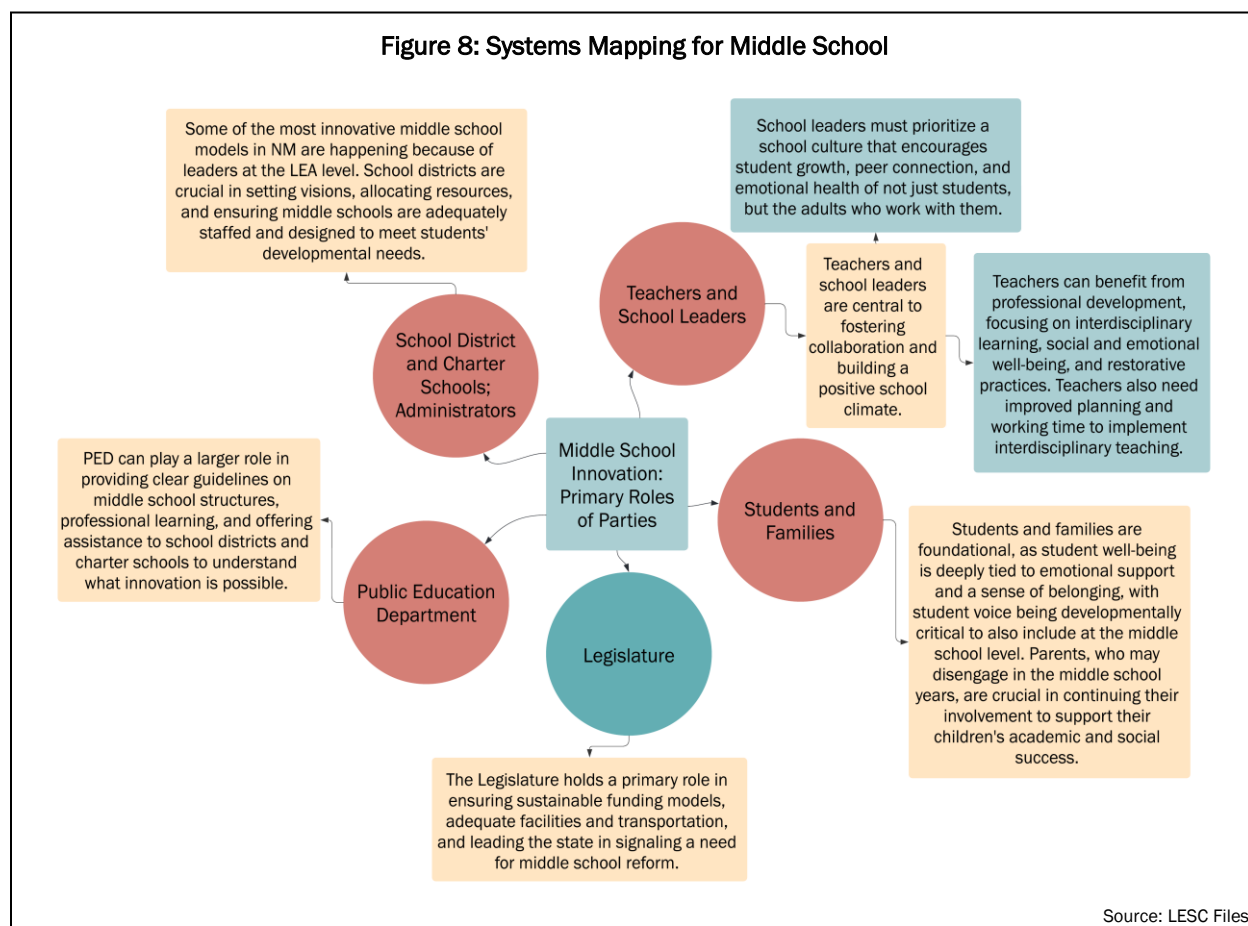 Figure 8: Systems Mapping for Middle School
Some of the most innovative middle school
models in NM are happening because of
leaders at the LEA level. School districts are
crucial in setting visions, allocating resources,
and ensuring middle schools are adequately
staffed and designed to meet students'
developmental needs.
School District
and Charter
Schools;
Administrators
School leaders must prioritize a
school culture that encourages
student growth, peer connection, and
emotional health of not just students,
but the adults who work with them.
Teachers and
School Leaders
Teachers and
school leaders
are central to
fostering
collaboration and
building a
positive school
climate.
Teachers can benefit from
professional development,
focusing on interdisciplinary
learning, social and emotional
well-being, and restorative
practices. Teachers also need
improved planning and
working time to implement
interdisciplinary teaching.
Middle School
Innovation:
Primary Roles
of Parties
PED can play a larger role in
providing clear guidelines on
middle school structures,
professional learning, and offering
assistance to school districts and
charter schools to understand
what innovation is possible.
Public Education
Department
Students and
Families
Students and families are
foundational, as student well-being
is deeply tied to emotional support
and a sense of belonging, with
student voice being developmentally
critical to also include at the middle
school level. Parents, who may
disengage in the middle school
years, are crucial in continuing their
involvement to support their
children's academic and social
success.
Legislature
The Legislature holds a primary role in
ensuring sustainable funding models,
adequate facilities and transportation,
and leading the state in signaling a need
for middle school reform.
Source: LESC Files